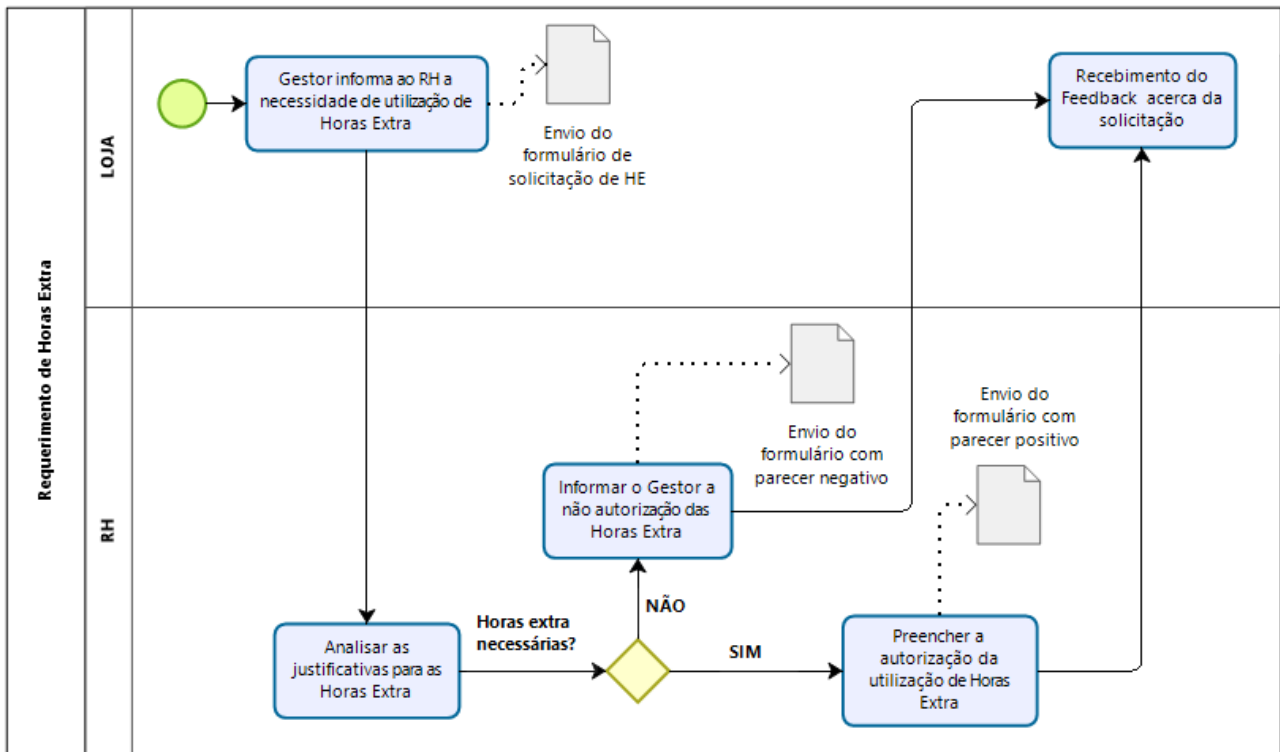 Requerimento de Horas Extra
LOJA
Gestor informa ao RH a
necessidade de utilização de
Horas Extra
Envio do
formulário de
solicitação de HE
Recebimento do
Feedback acerca da
solicitação
RH
Analisar as
justificativas para as
Horas Extra
Horas extra
necessárias?
NÃO
SIM
Informar o Gestor a
não autorização das
Horas Extra
Envio do
formulário com
parecer negativo
Preencher a
autorização da
utilização de Horas
Extra
Envio do
formulário com
parecer positivo